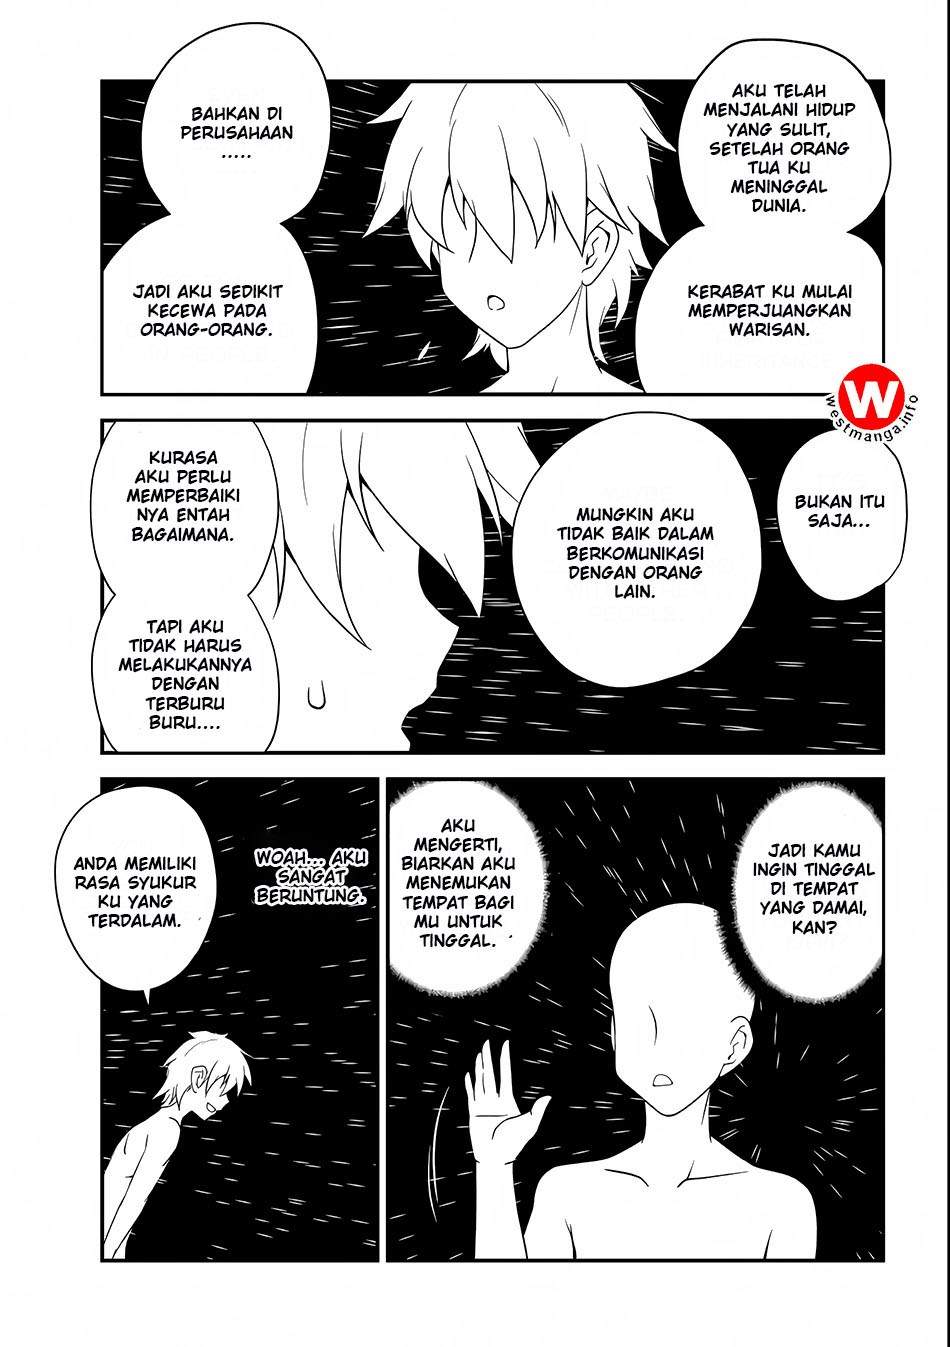 AKU TELAH
MENJALANI HIDUP
YANG SULIT,
SETELAH ORANG
TUA KU
MENINGGAL
DUNIA.
KERABAT KU MULAI
MEMPERJUANGKAN
WARISAN.
BAHKAN DI
PERUSAHAAN
.....
JADI AKU SEDIKIT
KECEWA PADA
ORANG-ORANG.
W
westmanga.info
BUKAN ITU
SAJA...
MUNGKIN AKU
TIDAK BAIK DALAM
BERKOMUNIKASI
DENGAN ORANG
LAIN.
KURASA
AKU PERLU
MEMPERBAIKI
NYA ENTAH
BAGAIMANA.
TAPI AKU
TIDAK HARUS
MELAKUKANNYA
DENGAN
TERBURU
BURU....
JADI KAMU
INGIN TINGGAL
DI TEMPAT
YANG DAMAI,
KAN?
AKU
MENGERTI,
BIARKAN AKU
MENEMUKAN
TEMPAT BAGI
MU UNTUK
TINGGAL.
WOAH... AKU
SANGAT
BERUNTUNG.
ANDA MEMILIKI
RASA SYUKUR
KU YANG
TERDALAM.